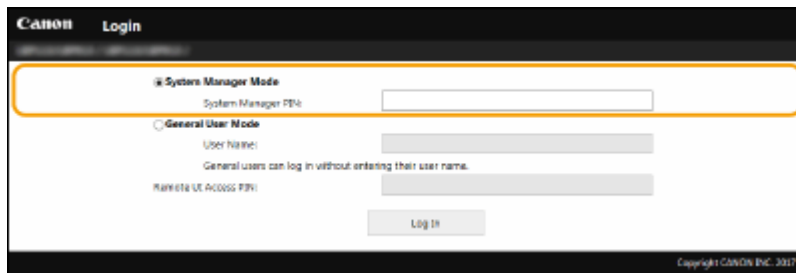 Canon Login
System Manager Mode
System Manager PIN:
General User Mode
User Name:
General users can log in without entering their user name.
Remote UI Access PIN:
Log In
Copyright CANON INC. 2017